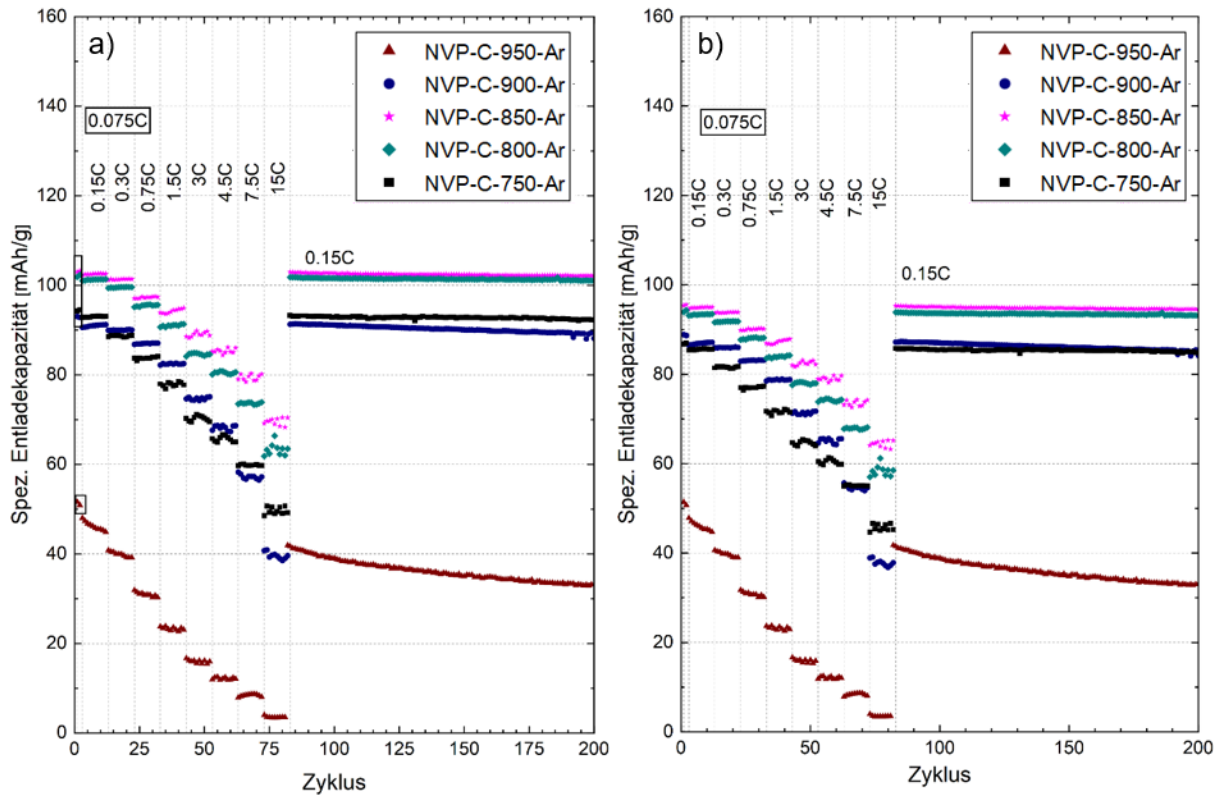 a)
NVP-C-950-Ar
NVP-C-900-Ar
NVP-C-850-Ar
NVP-C-800-Ar
NVP-C-750-Ar
0.075C
0.15C
0.3C
0.75C
1.5C
3C
4.5C
7.5C
15C
0.15C
160
140
120
100
80
60
40
20
0
Spez. Entladekapazität [mAh/g]
0 25 50 75 100 125 150 175 200
Zyklus
b)
NVP-C-950-Ar
NVP-C-900-Ar
NVP-C-850-Ar
NVP-C-800-Ar
NVP-C-750-Ar
0.075C
0.15C
0.3C
0.75C
1.5C
3C
4.5C
7.5C
15C
0.15C
160
140
120
100
80
60
40
20
0
Spez. Entladekapazität [mAh/g]
0 50 100 150 200
Zyklus